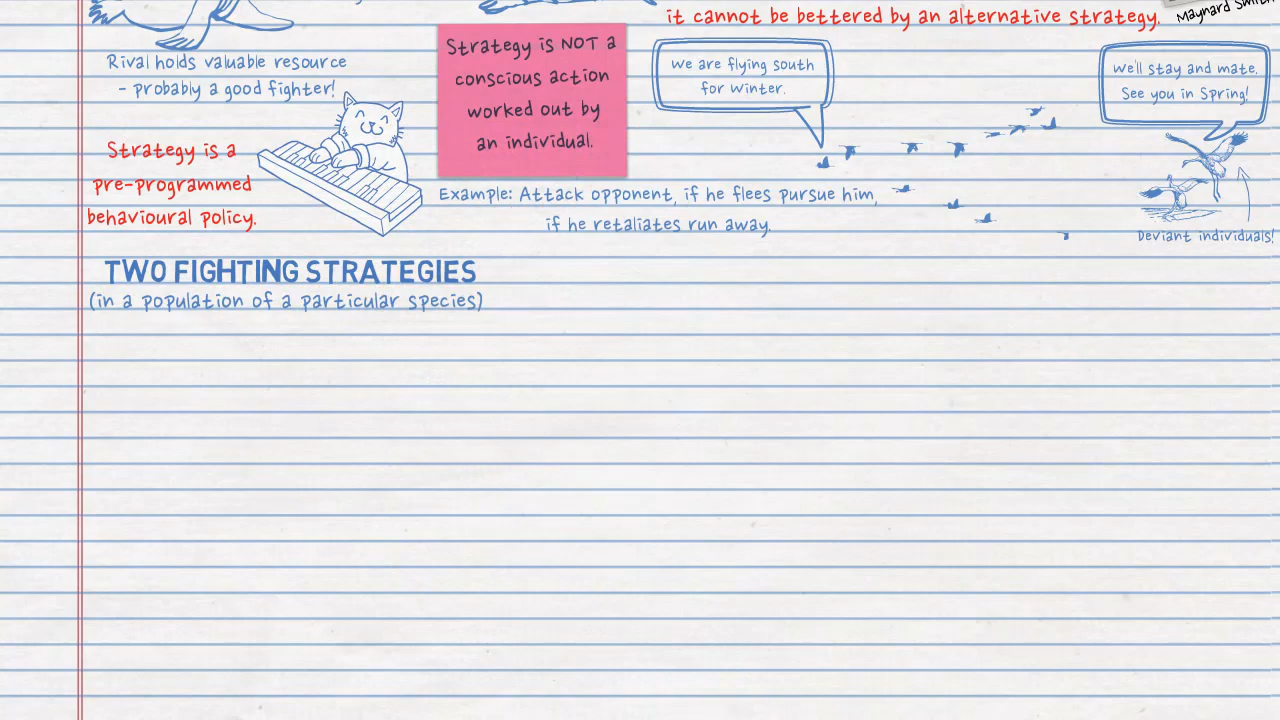 it cannot be bettered by an alternative strategy.
Maynard Smith
Rival holds valuable resource
- probably a good fighter!
Strategy is a
pre-programmed
behavioural policy.
Strategy is NOT a
conscious action
worked out by
an individual.
Example: Attack opponent, if he flees pursue him,
if he retaliates run away.
We are flying south
for Winter.
We'll stay and mate.
See you in Spring!
Deviant individuals!
TWO FIGHTING STRATEGIES
(in a population of a particular species)